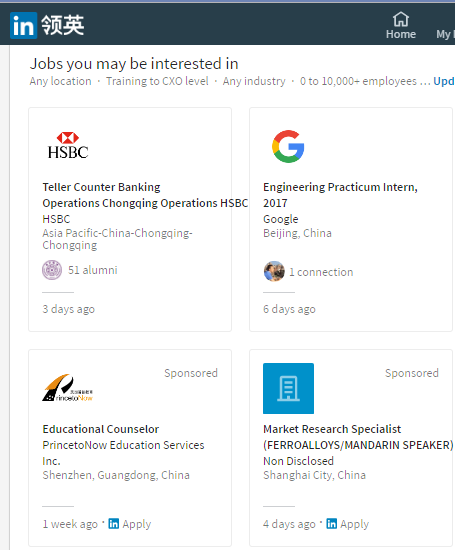 in 领英
Home
My
Jobs you may be interested in
Any location · Training to CXO level · Any industry · 0 to 10,000+ employees ... Upd
HSBC
Teller Counter Banking
Operations Chongqing Operations HSBC
HSBC
Asia Pacific-China-Chongqing-
Chongqing
51 alumni
3 days ago
G
Engineering Practicum Intern,
2017
Google
Beijing, China
1 connection
6 days ago
Sponsored
PrincetoNow
Educational Counselor
PrincetoNow Education Services
Inc.
Shenzhen, Guangdong, China
1 week ago · in Apply
Sponsored
Market Research Specialist
(FERROALLOYS/MANDARIN SPEAKER)
Non Disclosed
Shanghai City, China
4 days ago · in Apply